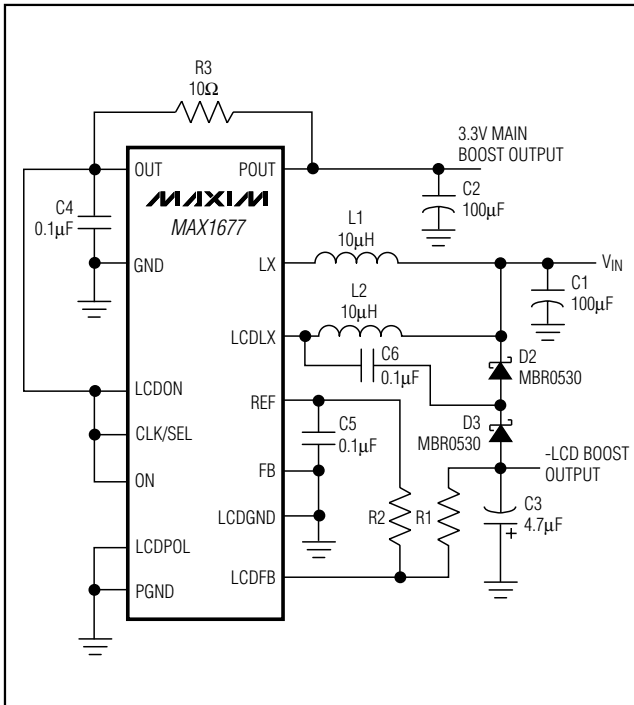 R3
10Ω
3.3V MAIN
BOOST OUTPUT
OUT
POUT
MAXIM
MAX1677
C4
0.1µF
C2
100µF
L1
10µH
GND
LX
VIN
C1
100µF
L2
10µH
LCDLX
C6
0.1µF
D2
MBR0530
LCDON
REF
CLK/SEL
C5
0.1µF
D3
MBR0530
ON
FB
-LCD BOOST
OUTPUT
LCDGND
R2
R1
C3
4.7µF
+
LCDPOL
PGND
LCDFB